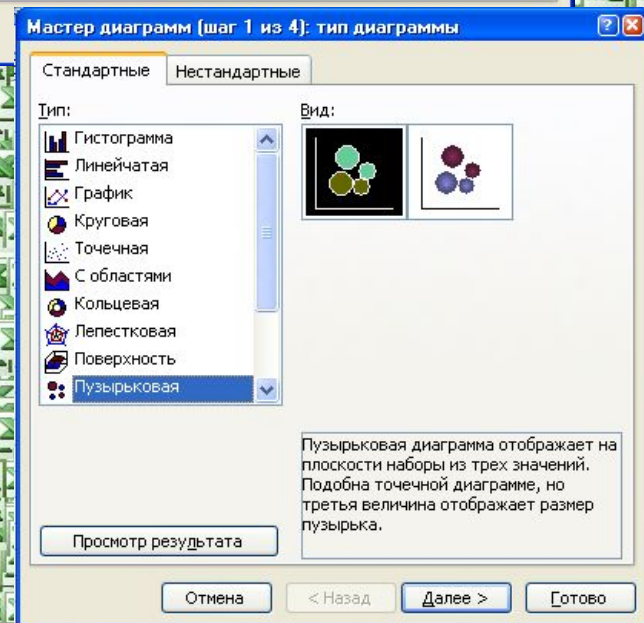 Мастер диаграмм (шаг 1 из 4): тип диаграммы
Стандартные Нестандартные
Тип:
Гистограмма
Линейчатая
График
Круговая
Точечная
С областями
Кольцевая
Лепестковая
Поверхность
Пузырьковая
Вид:
Пузырьковая диаграмма отображает на
плоскости наборы из трех значений.
Подобна точечной диаграмме, но
третья величина отображает размер
пузырька.
Просмотр результата
Отмена < Назад Далее > Готово